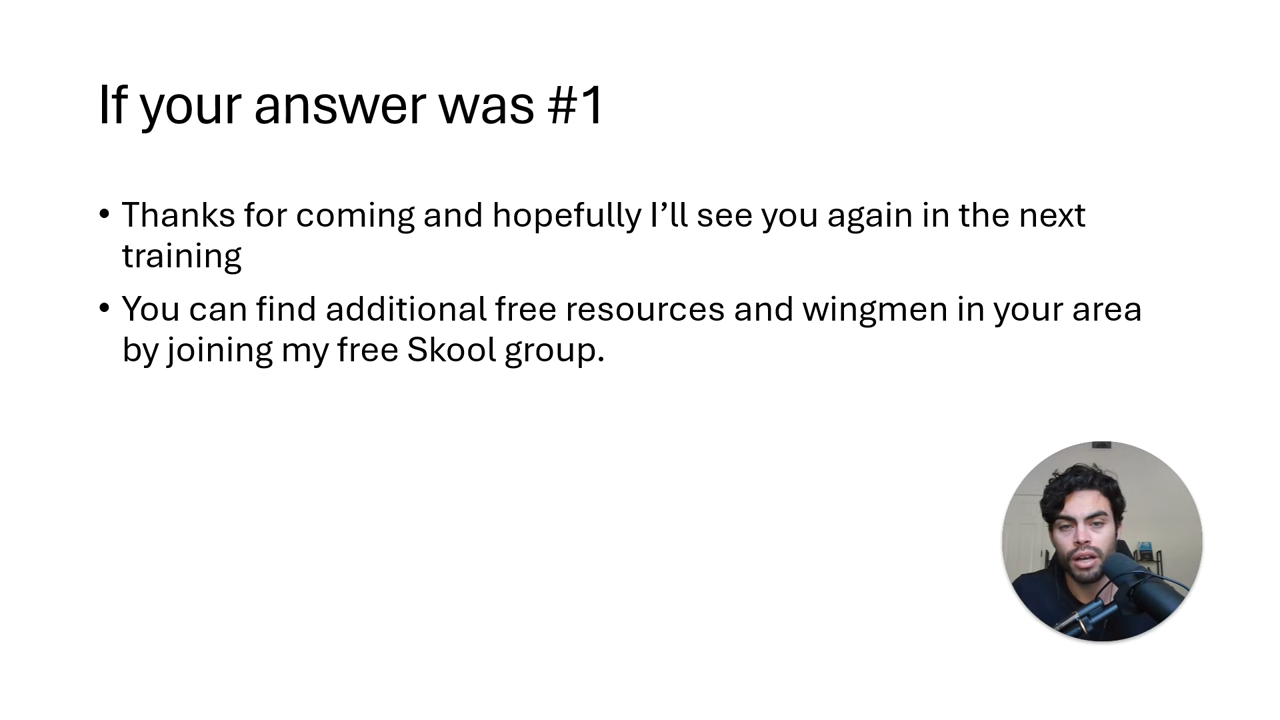 If your answer was #1
• Thanks for coming and hopefully I’ll see you again in the next
training
• You can find additional free resources and wingmen in your area
by joining my free Skool group.